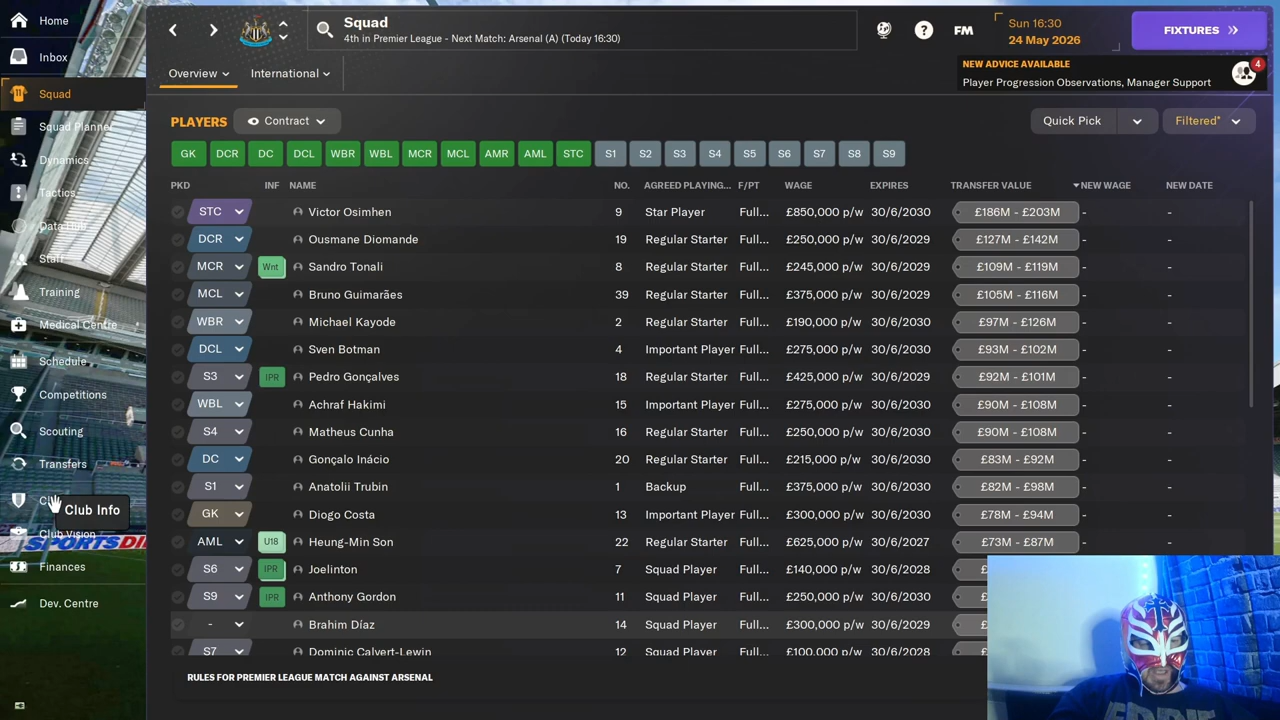 Home
Inbox
Squad
Squad Planner
Dynamics
Tactics
Data Hub
Staff
Training
Medical Centre
Schedule
Competitions
Scouting
Transfers
Club Info
Club Vision
SPORTS DIR
Finances
Dev. Centre
Squad
4th in Premier League - Next Match: Arsenal (A) (Today 16:30)
FM
Sun 16:30
24 May 2026
FIXTURES
Overview
International
NEW ADVICE AVAILABLE
Player Progression Observations, Manager Support
4
PLAYERS
Contract
Quick Pick
Filtered*
GK DCR DC DCL WBR WBL MCR MCL AMR AML STC S1 S2 S3 S4 S5 S6 S7 S8 S9
PKD INF NAME NO. AGREED PLAYING... F/PT WAGE EXPIRES TRANSFER VALUE NEW WAGE NEW DATE
STC Victor Osimhen 9 Star Player Full... £850,000 p/w 30/6/2030 £186M - £203M - -
DCR Ousmane Diomande 19 Regular Starter Full... £250,000 p/w 30/6/2029 £127M - £142M - -
MCR Wnt Sandro Tonali 8 Regular Starter Full... £245,000 p/w 30/6/2029 £109M - £119M - -
MCL Bruno Guimarães 39 Regular Starter Full... £375,000 p/w 30/6/2029 £105M - £116M - -
WBR Michael Kayode 2 Regular Starter Full... £190,000 p/w 30/6/2030 £97M - £126M - -
DCL Sven Botman 4 Important Player Full... £275,000 p/w 30/6/2030 £93M - £102M - -
S3 IPR Pedro Gonçalves 18 Regular Starter Full... £425,000 p/w 30/6/2029 £92M - £101M - -
WBL Achraf Hakimi 15 Important Player Full... £275,000 p/w 30/6/2030 £90M - £108M - -
S4 Matheus Cunha 16 Regular Starter Full... £250,000 p/w 30/6/2030 £90M - £108M - -
DC Gonçalo Inácio 20 Regular Starter Full... £215,000 p/w 30/6/2030 £83M - £92M - -
S1 Anatolii Trubin 1 Backup Full... £375,000 p/w 30/6/2030 £82M - £98M - -
GK Diogo Costa 13 Important Player Full... £300,000 p/w 30/6/2030 £78M - £94M - -
AML U18 Heung-Min Son 22 Regular Starter Full... £625,000 p/w 30/6/2027 £73M - £87M - -
S6 IPR Joelinton 7 Squad Player Full... £140,000 p/w 30/6/2028 £
S9 IPR Anthony Gordon 11 Squad Player Full... £250,000 p/w 30/6/2030 £
- Brahim Díaz 14 Squad Player Full... £300,000 p/w 30/6/2029 £
S7 Dominic Calvert-Lewin 12 Squad Player Full... £100,000 p/w 30/6/2028 £
RULES FOR PREMIER LEAGUE MATCH AGAINST ARSENAL